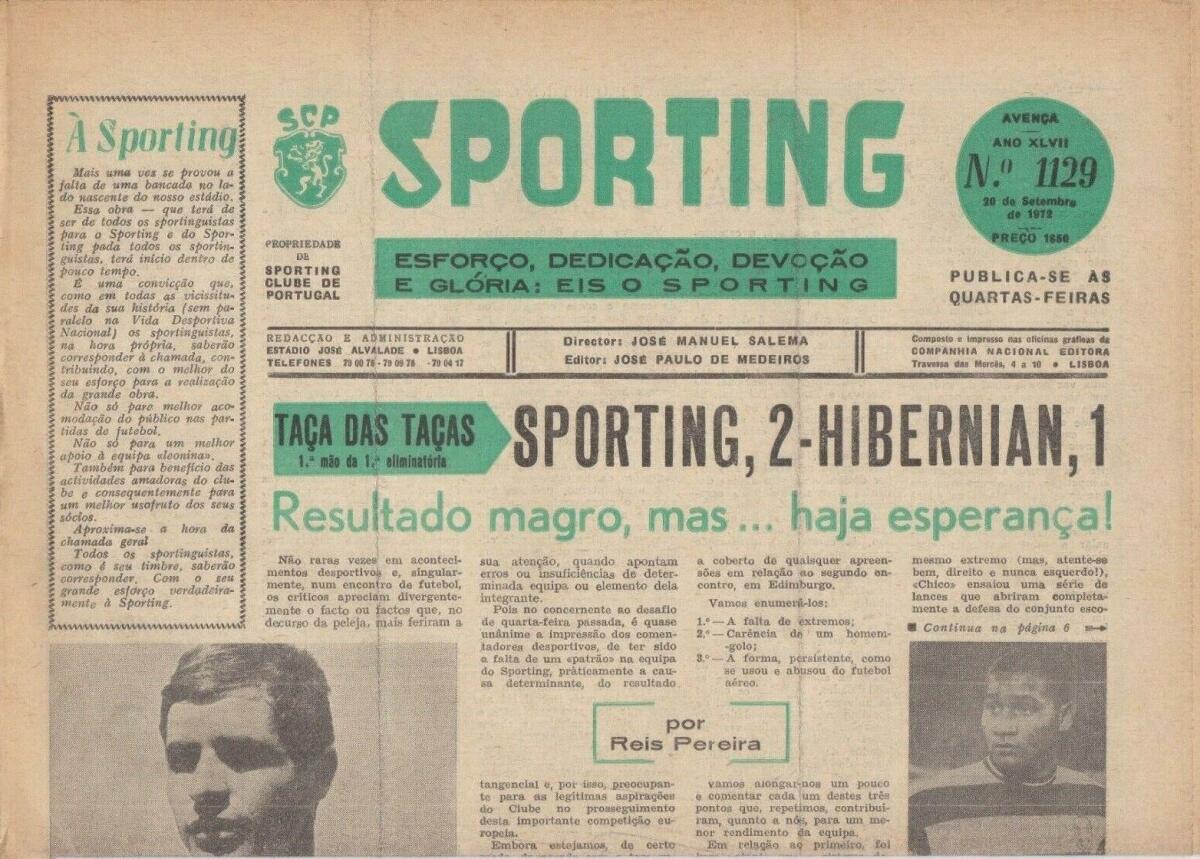 À Sporting
Mais uma vez se provou a
falta de uma bancada no la-
do nascente do nosso estádio.
Essa obra — que terá de
ser de todos os sportinguistas
para o Sporting e do Spor-
ting pada todos os sportin-
guistas, terá início dentro de
pouco tempo.
É uma convicção que,
como em todas as vicissitu-
des da sua história (sem pa-
ralelo na Vida Desportiva
Nacional) os sportinguistas,
na hora própria, saberão
corresponder à chamada, con-
tribuindo, com o melhor do
seu esforço para a realização
da grande obra.
Não só para melhor aco-
modação do público nas par-
tidas de futebol.
Não só para um melhor
apoio à equipa «leonina».
Também para benefício das
actividades amadoras do clu-
be e consequentemente para
um melhor usofruto dos seus
sócios.
Aproxima-se a hora da
chamada geral
Todos os sportinguistas,
como é seu timbre, saberão
corresponder. Com o seu
grande esforço verdadeira-
mente à Sporting.
SCP
SPORTING
AVENÇA
ANO XLVII
N.º 1129
20 de Setembro
de 1972
PREÇO 1$50
PROPRIEDADE
DE
SPORTING
CLUBE DE
PORTUGAL
ESFORÇO, DEDICAÇÃO, DEVOÇÃO
E GLÓRIA: EIS O SPORTING
PUBLICA-SE ÀS
QUARTAS-FEIRAS
REDACÇÃO E ADMINISTRAÇÃO
ESTÁDIO JOSÉ ALVALADE • LISBOA
TELEFONES 79 00 78 - 79 09 78 - 79 04 17
Director: JOSÉ MANUEL SALEMA
Editor: JOSÉ PAULO DE MEDEIROS
Composto e impresso nas oficinas gráficas da
COMPANHIA NACIONAL EDITORA
Travessa das Mercês, 4 a 10 • LISBOA
TAÇA DAS TAÇAS
1.ª mão da 1.ª eliminatória
SPORTING, 2-HIBERNIAN, 1
Resultado magro, mas... haja esperança!
Não raras vezes em aconteci-
mentos desportivos e, singular-
mente, num encontro de futebol,
os críticos apreciam divergente-
mente o facto ou factos que, no
decurso da peleja, mais feriram a
sua atenção, quando apontam
erros ou insuficiências de deter-
minada equipa ou elemento dela
integrante.
Pois no concernente ao desafio
de quarta-feira passada, é quase
unânime a impressão dos comen-
tadores desportivos, de ter sido
a falta de um «patrão» na equipa
do Sporting, pràticamente a cau-
sa determinante, do resultado
tangencial e, por isso, preocupan-
te para as legítimas aspirações
do Clube no prosseguimento
desta importante competição eu-
ropeia.
Embora estejamos, de certo
a coberto de quaisquer apreen-
sões em relação ao segundo en-
contro, em Edimburgo.
Vamos enumerá-los:
1.º — A falta de extremos;
2.º — Carência de um homem-
-golo;
3.º — A forma, persistente, como
se usou e abusou do futebol
aéreo.
por
Reis Pereira
vamos alongar-nos um pouco
e comentar cada um destes três
pontos que, repetimos, contribuí-
ram, quanto a nós, para um me-
nor rendimento da equipa.
Em relação ao primeiro, foi
mesmo extremo (mas, atente-se
bem, direito e nunca esquerdo!),
«Chico» ensaiou uma série de
lances que abriram completa-
mente a defesa do conjunto esco-
Continua na página 6